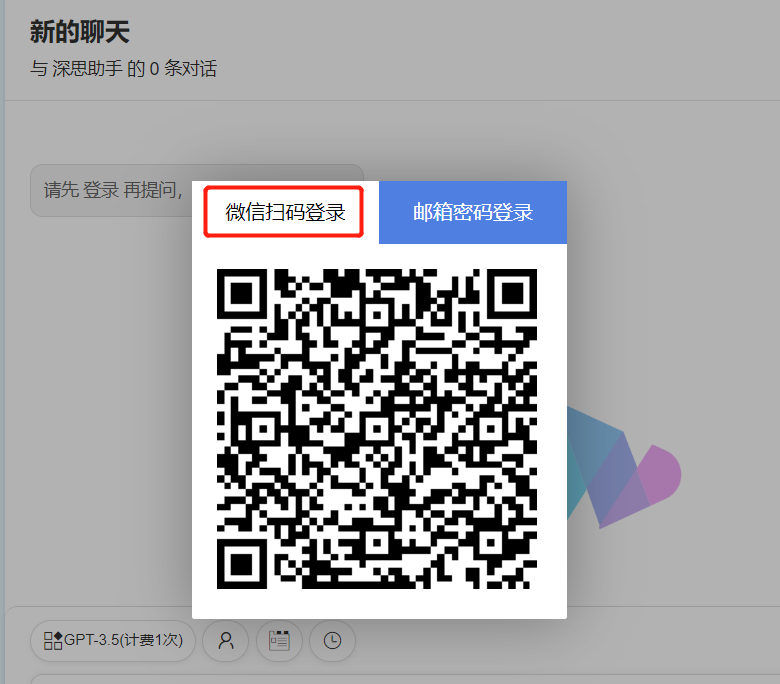 新的聊天
与 深思助手 的 0 条对话
请先 登录 再提问，
微信扫码登录
邮箱密码登录
GPT-3.5(计费1次)